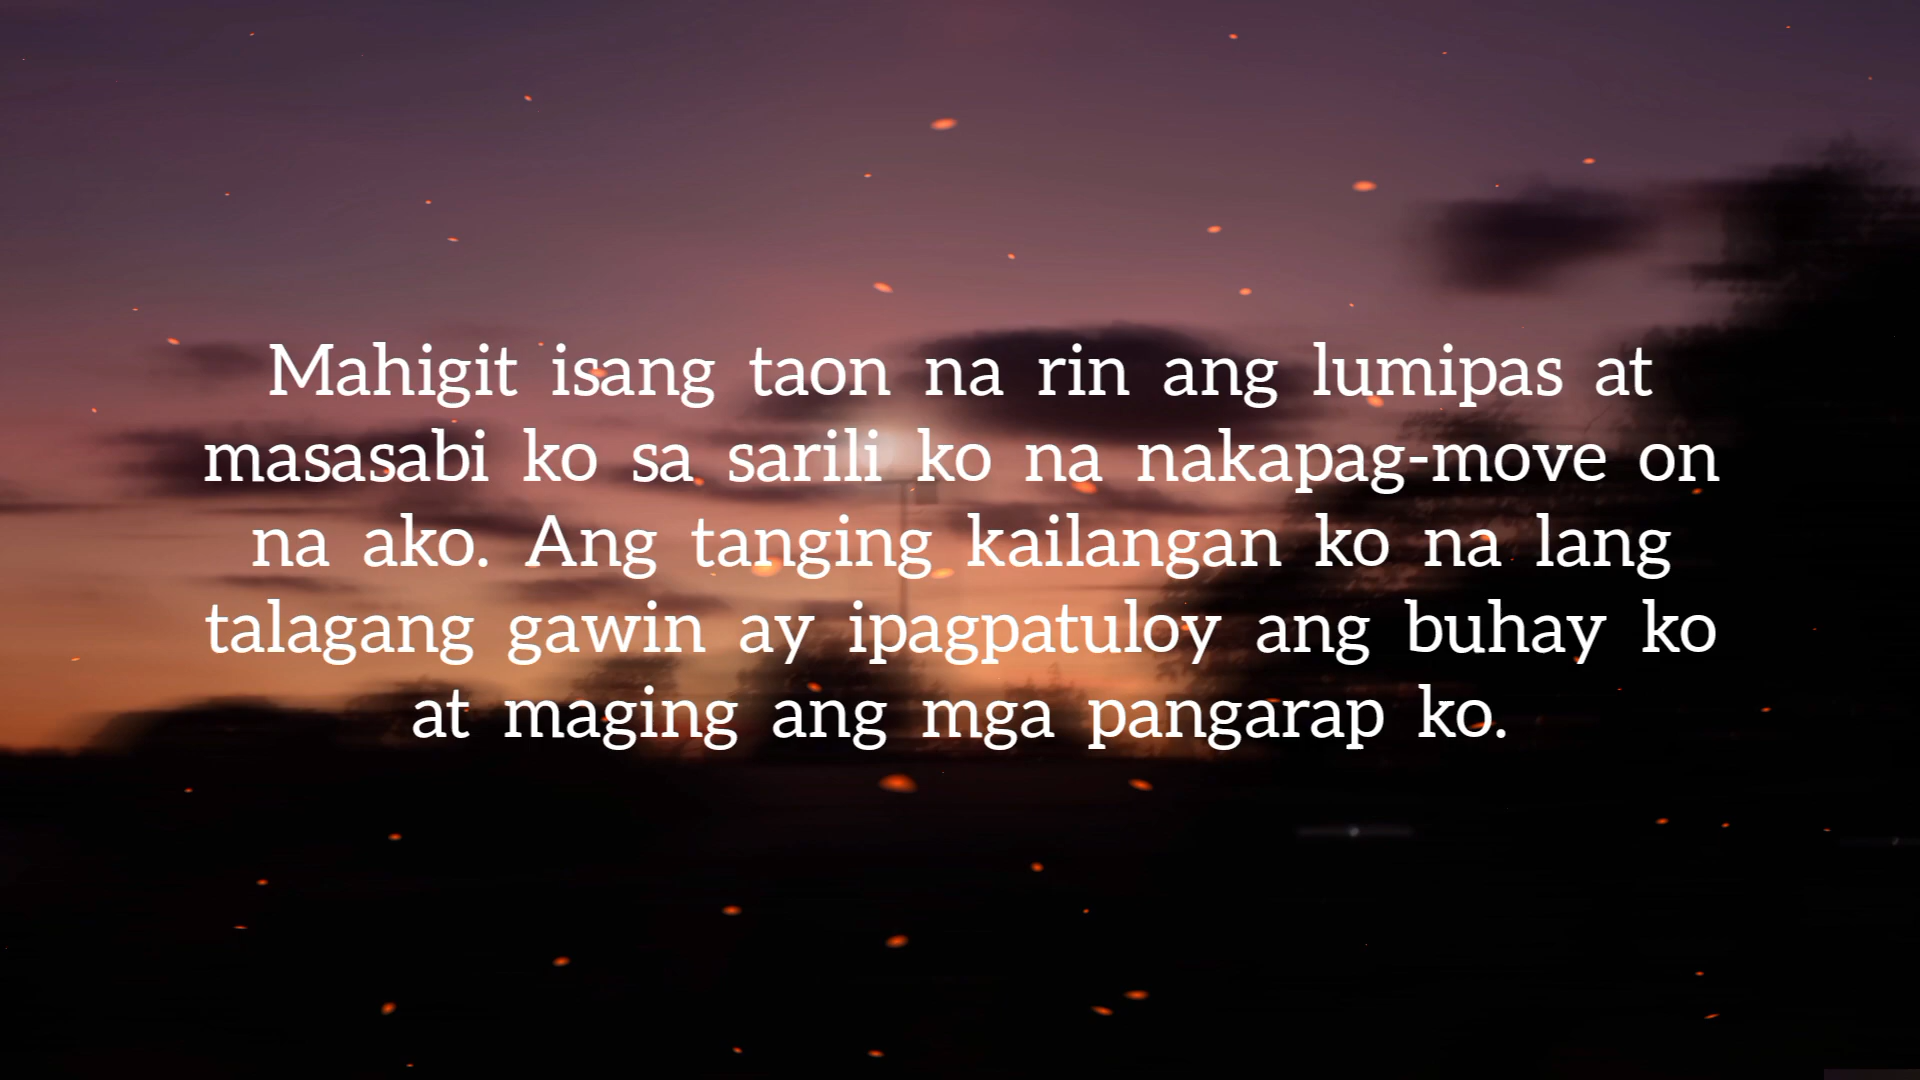 Mahigit isang taon na rin ang lumipas at
masasabi ko sa sarili ko na nakapag-move on
na ako. Ang tanging kailangan ko na lang
talagang gawin ay ipagpatuloy ang buhay ko
at maging ang mga pangarap ko.